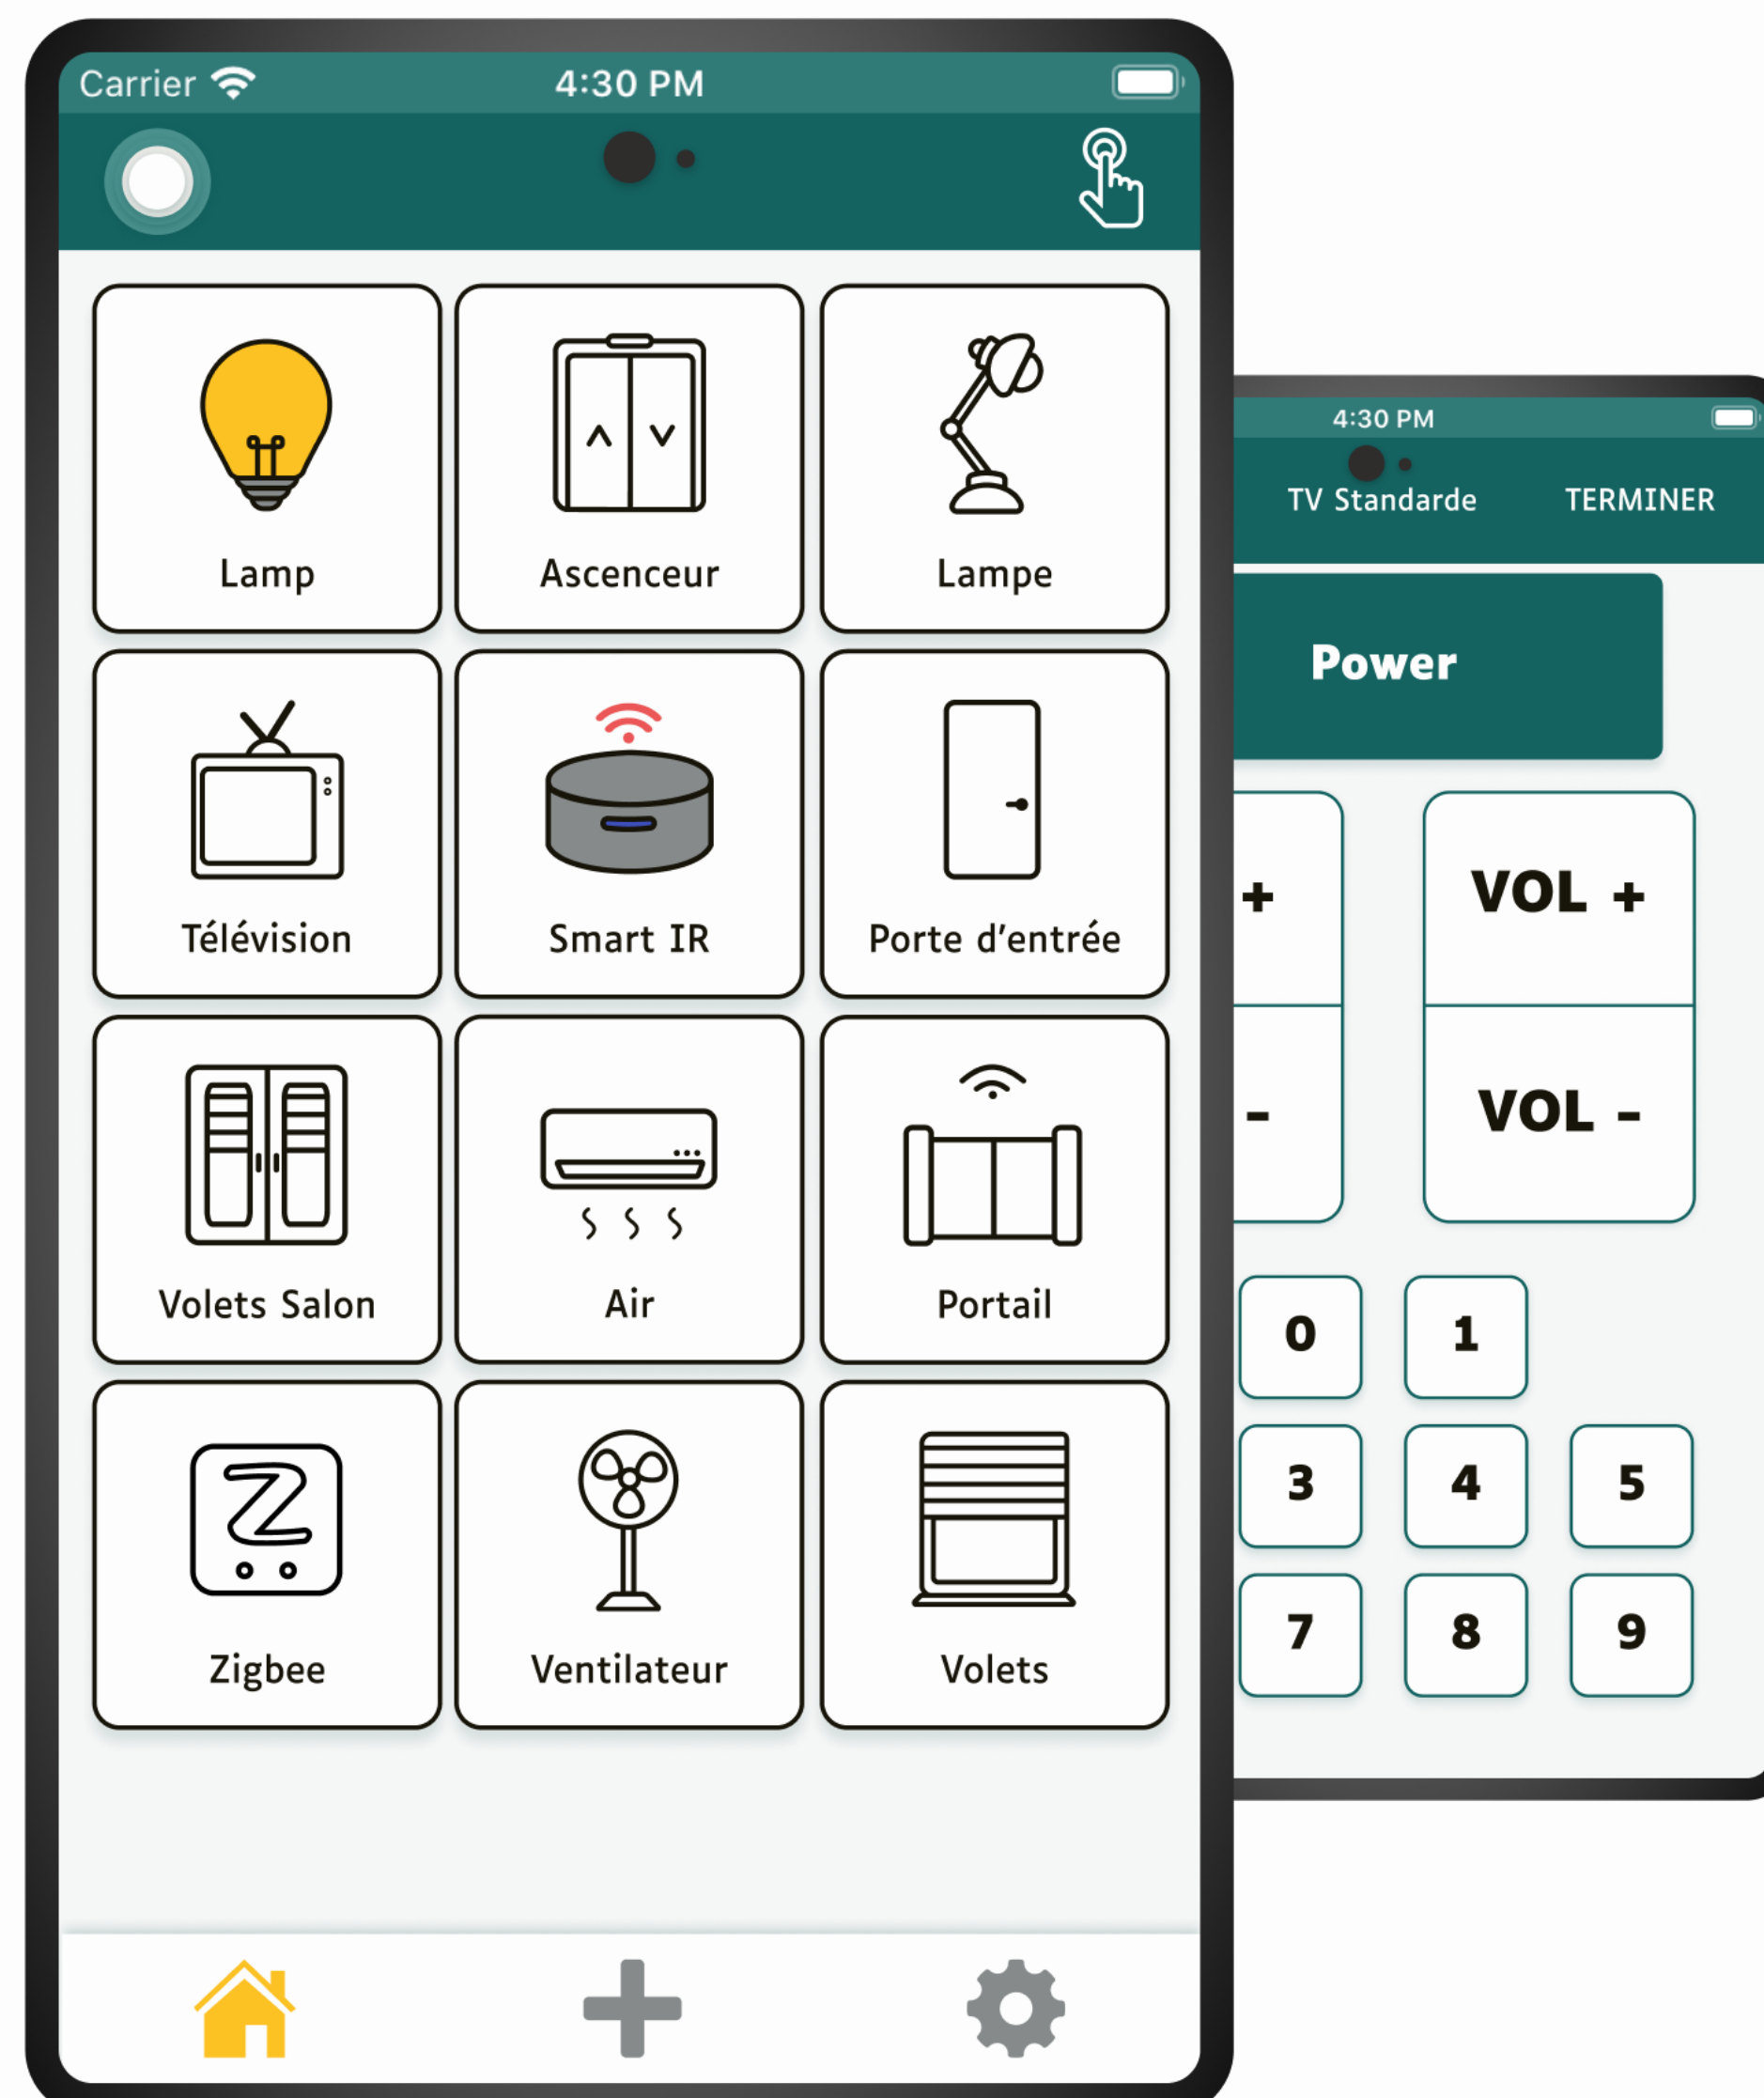 Carrier
4:30 PM
Lamp
Ascenceur
Lampe
Télévision
Smart IR
Porte d'entrée
Volets Salon
Air
Portail
Zigbee
Ventilateur
Volets
4:30 PM
TV Standarde
TERMINER
Power
+
VOL +
-
VOL -
0
1
3
4
5
7
8
9